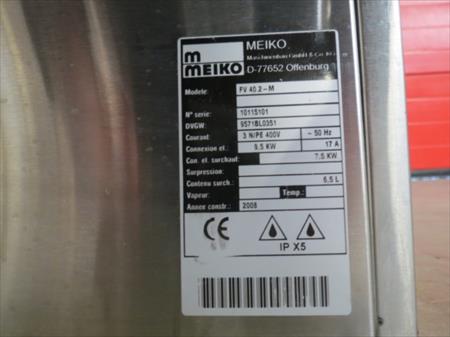 m
MEIKO
MEIKO
Maschinenbau GmbH & Co.
D-77652 Offenburg
Modele: FV 40.2-M
N° serie: 10115101
DVGW: 9571BL0351
Courant: 3 N/PE 400V ~ 50 Hz
Connexion el.: 9.5 KW 17 A
Con. el. surchauf: 7.5 KW
Surpression:
Contenu surch.: 6.5 L
Vapeur: Temp.:
Annee constr.: 2008
CE
IP X5